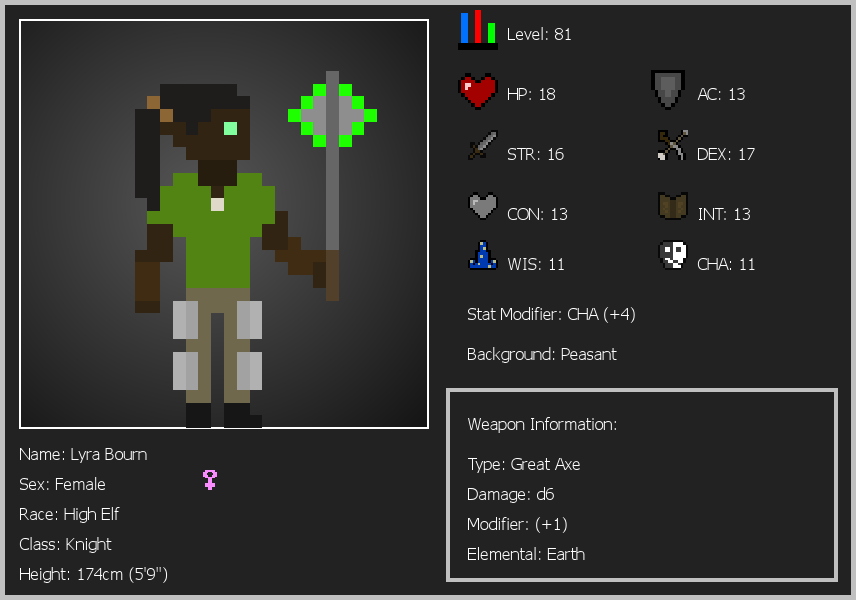 Level: 81
HP: 18
AC: 13
STR: 16
DEX: 17
CON: 13
INT: 13
WIS: 11
CHA: 11
Stat Modifier: CHA (+4)
Background: Peasant
Weapon Information:
Type: Great Axe
Damage: d6
Modifier: (+1)
Elemental: Earth
Name: Lyra Bourn
Sex: Female
Race: High Elf
Class: Knight
Height: 174cm (5'9")